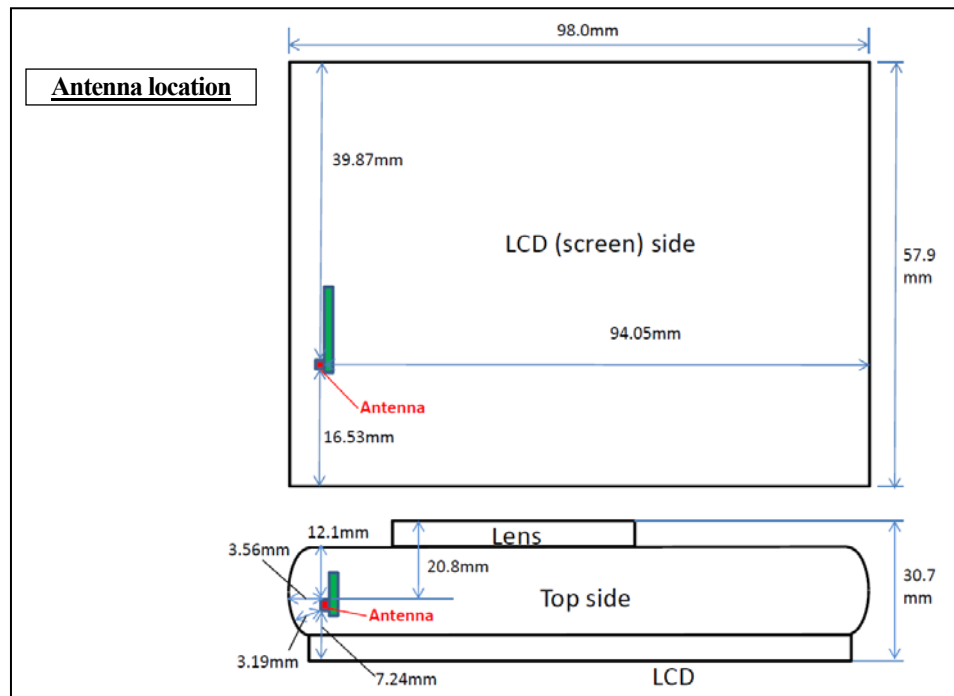 98.0mm
Antenna location
39.87mm
LCD (screen) side
57.9
mm
94.05mm
Antenna
16.53mm
12.1mm
Lens
3.56mm
20.8mm
30.7
mm
Top side
Antenna
3.19mm
7.24mm
LCD